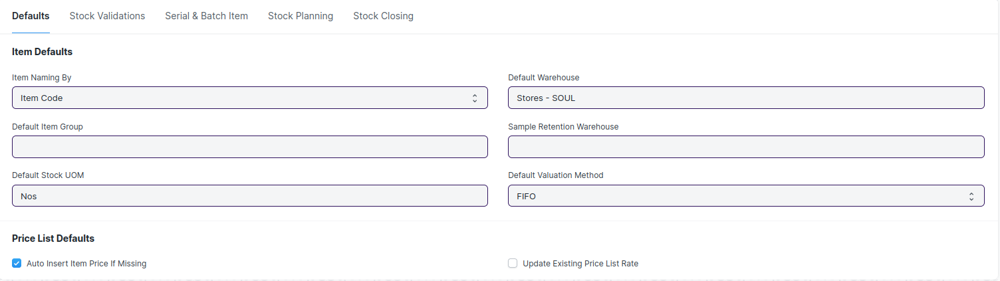 Defaults Stock Validations Serial & Batch Item Stock Planning Stock Closing
Item Defaults
Item Naming By
Item Code
Default Item Group
Default Stock UOM
Nos
Default Warehouse
Stores - SOUL
Sample Retention Warehouse
Default Valuation Method
FIFO
Price List Defaults
Auto Insert Item Price If Missing
Update Existing Price List Rate